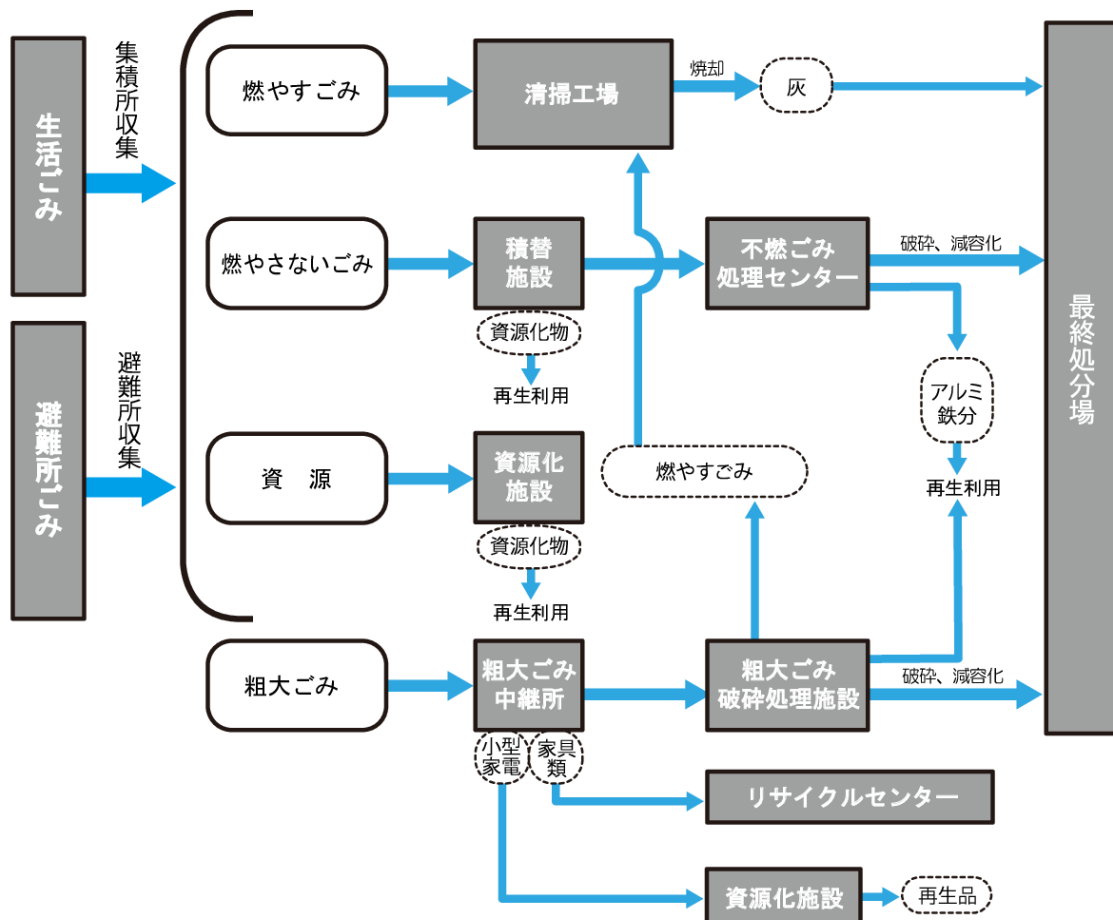 生活ごみ
集積所収集
避難所ごみ
避難所収集
燃やすごみ
清掃工場
焼却
灰
燃やさないごみ
積替
施設
資源化物
再生利用
不燃ごみ
処理センター
破砕、減容化
アルミ
鉄分
再生利用
資　源
資源化
施設
資源化物
再生利用
燃やすごみ
粗大ごみ
粗大ごみ
中継所
小型
家電
家具
類
粗大ごみ
破砕処理施設
破砕、減容化
リサイクルセンター
資源化施設
再生品
最終処分場